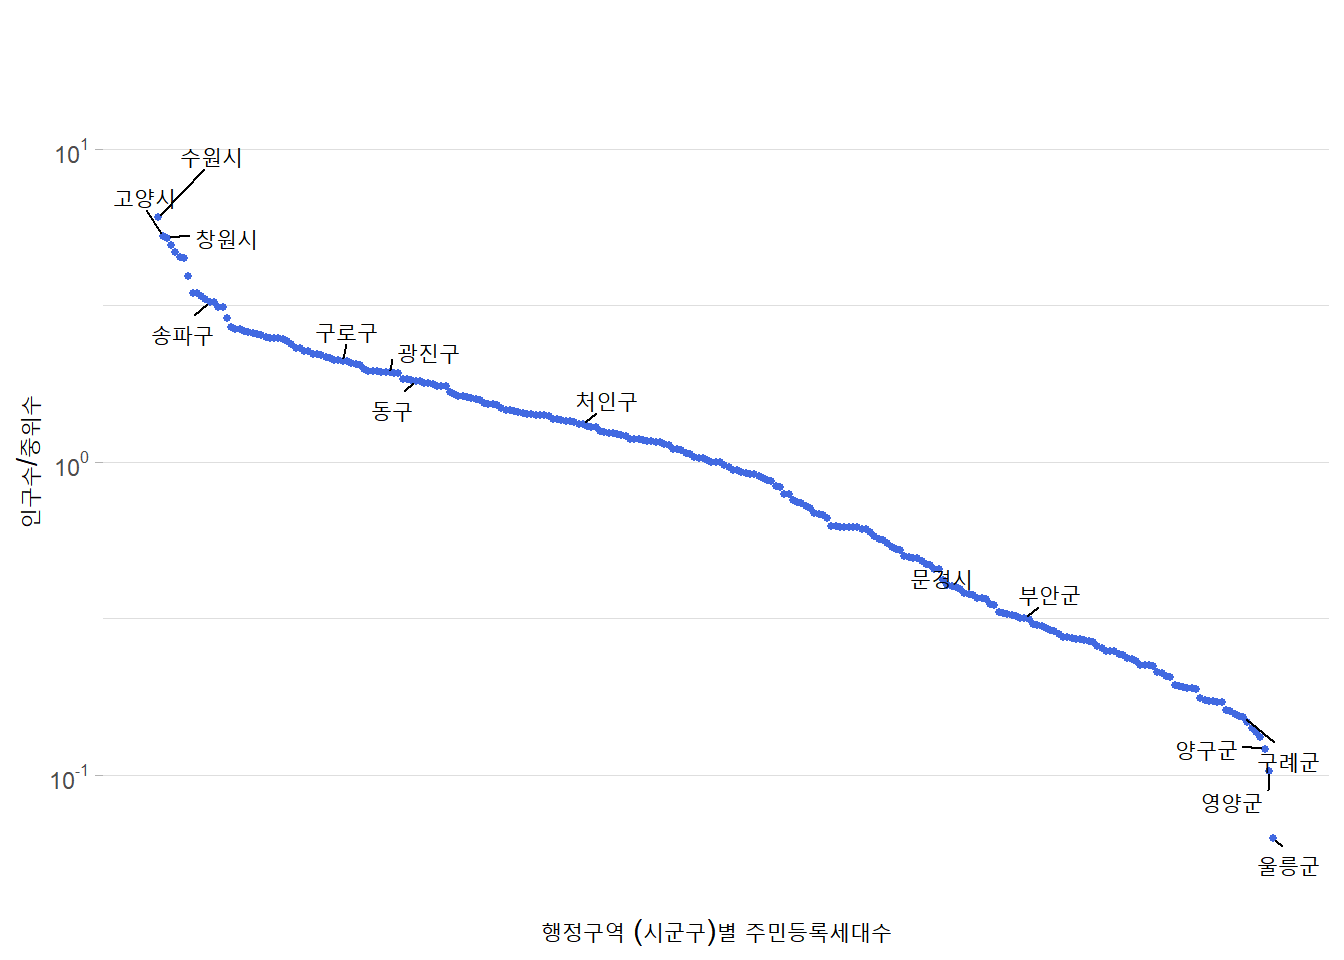 10¹
수원시
고양시
창원시
송파구
구로구
광진구
동구
처인구
인구수/중위수
10⁰
문경시
부안군
양구군
구례군
10⁻¹
영양군
울릉군
행정구역 (시군구)별 주민등록세대수